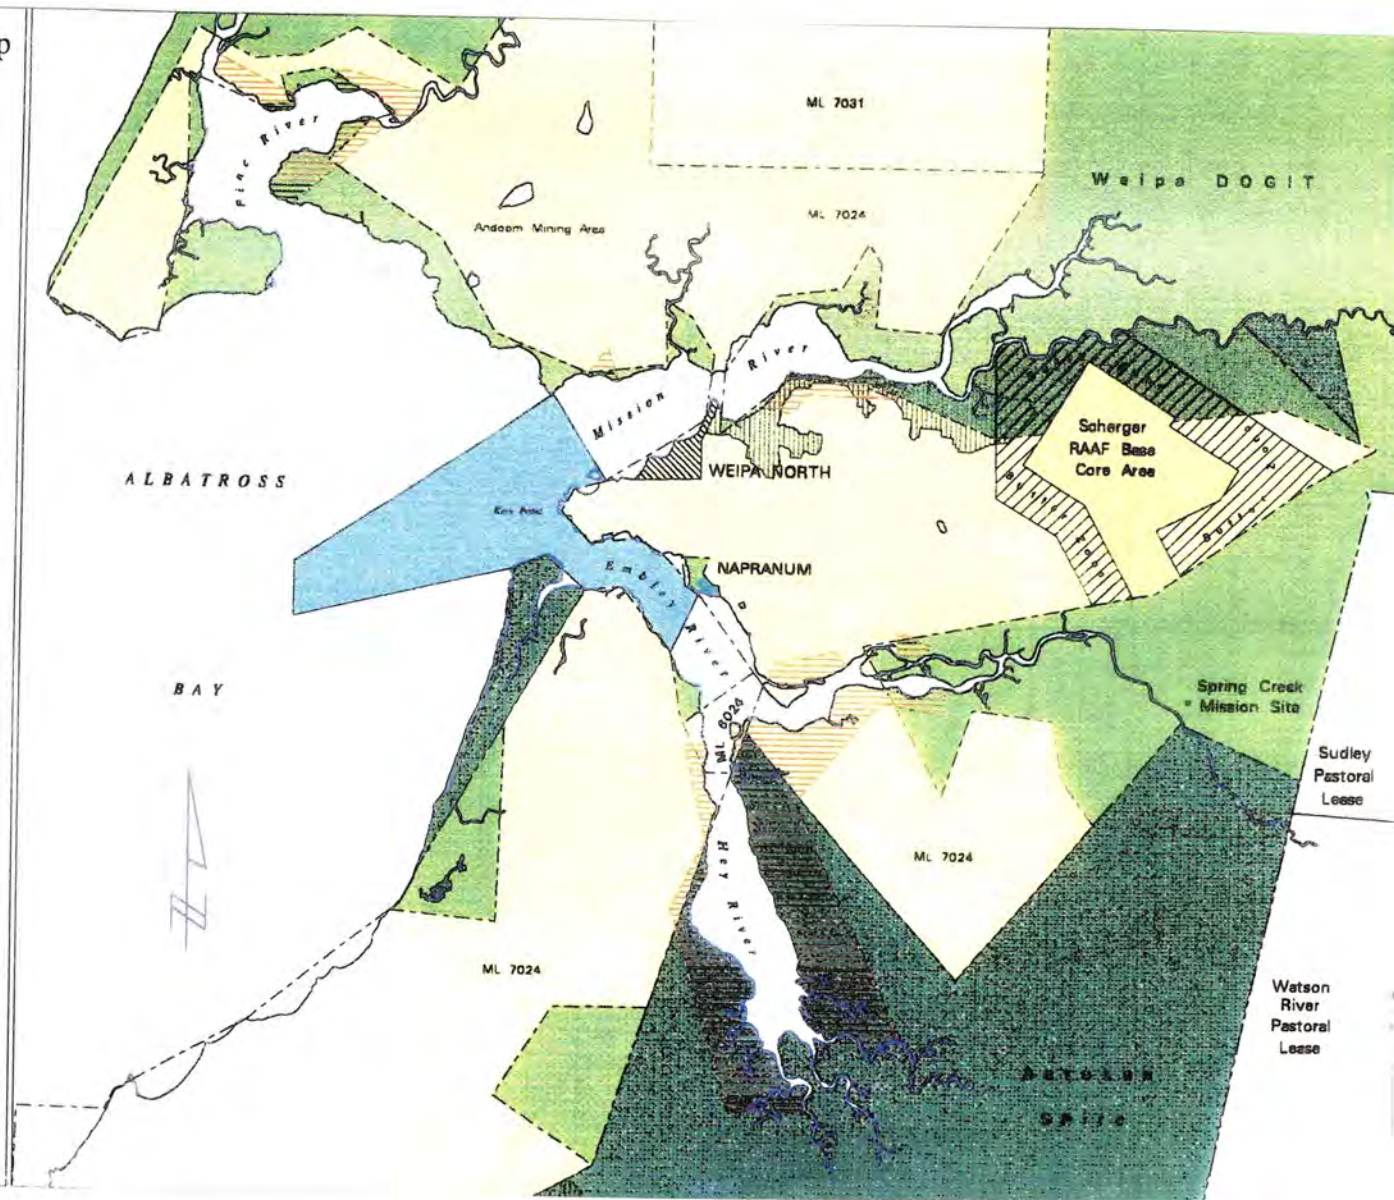 p
ML 7031
Pine River
Weipa DOGIT
ML 7024
Andoom Mining Area
Mission River
Scherger
RAAF Base
Core Area
ALBATROSS
WEIPA NORTH
Buffer Zone
Embley
NAPRANUM
River
BAY
ML 6024
Spring Creek
Mission Site
Sudley
Pastoral
Lease
ML 7024
Hey River
ML 7024
Watson
River
Pastoral
Lease